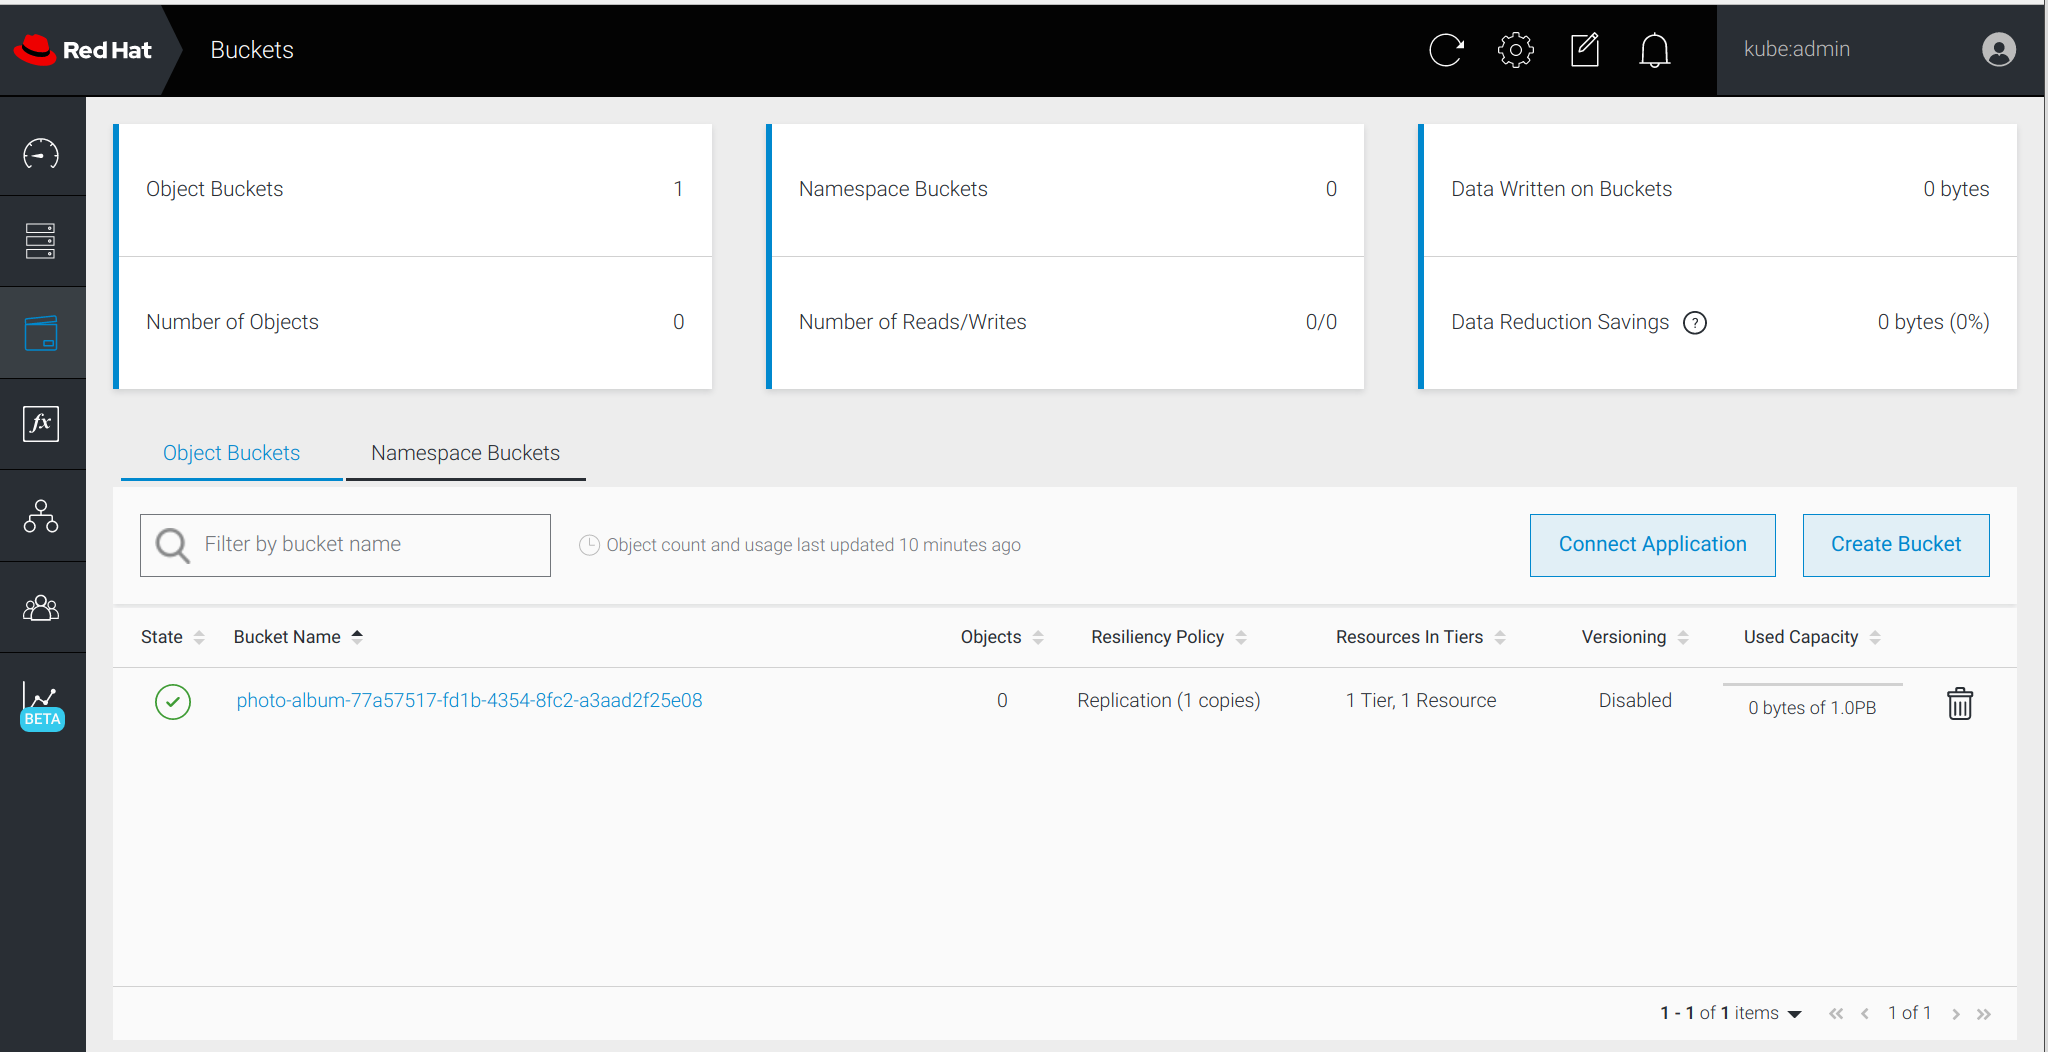 Red Hat
Buckets
kube:admin
Object Buckets 1
Number of Objects 0
Namespace Buckets 0
Number of Reads/Writes 0/0
Data Written on Buckets 0 bytes
Data Reduction Savings ? 0 bytes (0%)
fx
BETA
Object Buckets Namespace Buckets
Filter by bucket name Object count and usage last updated 10 minutes ago Connect Application Create Bucket
State Bucket Name Objects Resiliency Policy Resources In Tiers Versioning Used Capacity
photo-album-77a57517-fd1b-4354-8fc2-a3aad2f25e08 0 Replication (1 copies) 1 Tier, 1 Resource Disabled 0 bytes of 1.0PB
1 - 1 of 1 items 1 of 1